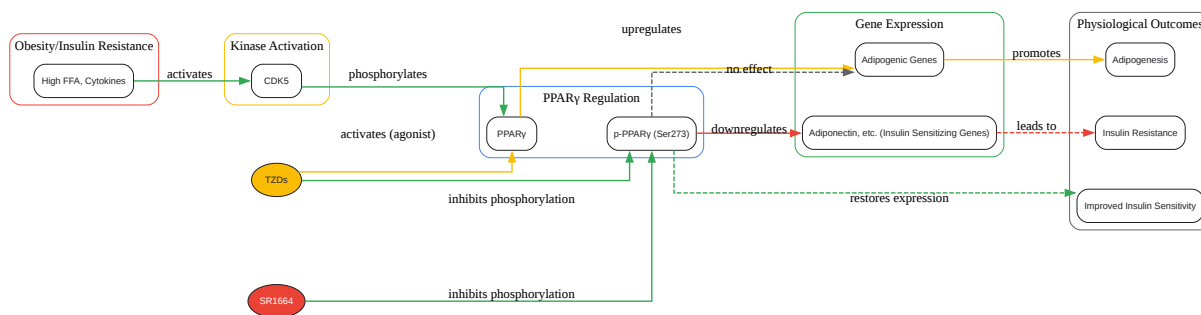 Obesity/Insulin Resistance
High FFA, Cytokines
activates
Kinase Activation
CDK5
phosphorylates
activates (agonist)
TZDs
inhibits phosphorylation
SR1664
inhibits phosphorylation
PPARγ Regulation
PPARγ
p-PPARγ (Ser273)
upregulates
no effect
downregulates
restores expression
Gene Expression
Adipogenic Genes
Adiponectin, etc. (Insulin Sensitizing Genes)
promotes
leads to
Physiological Outcomes
Adipogenesis
Insulin Resistance
Improved Insulin Sensitivity